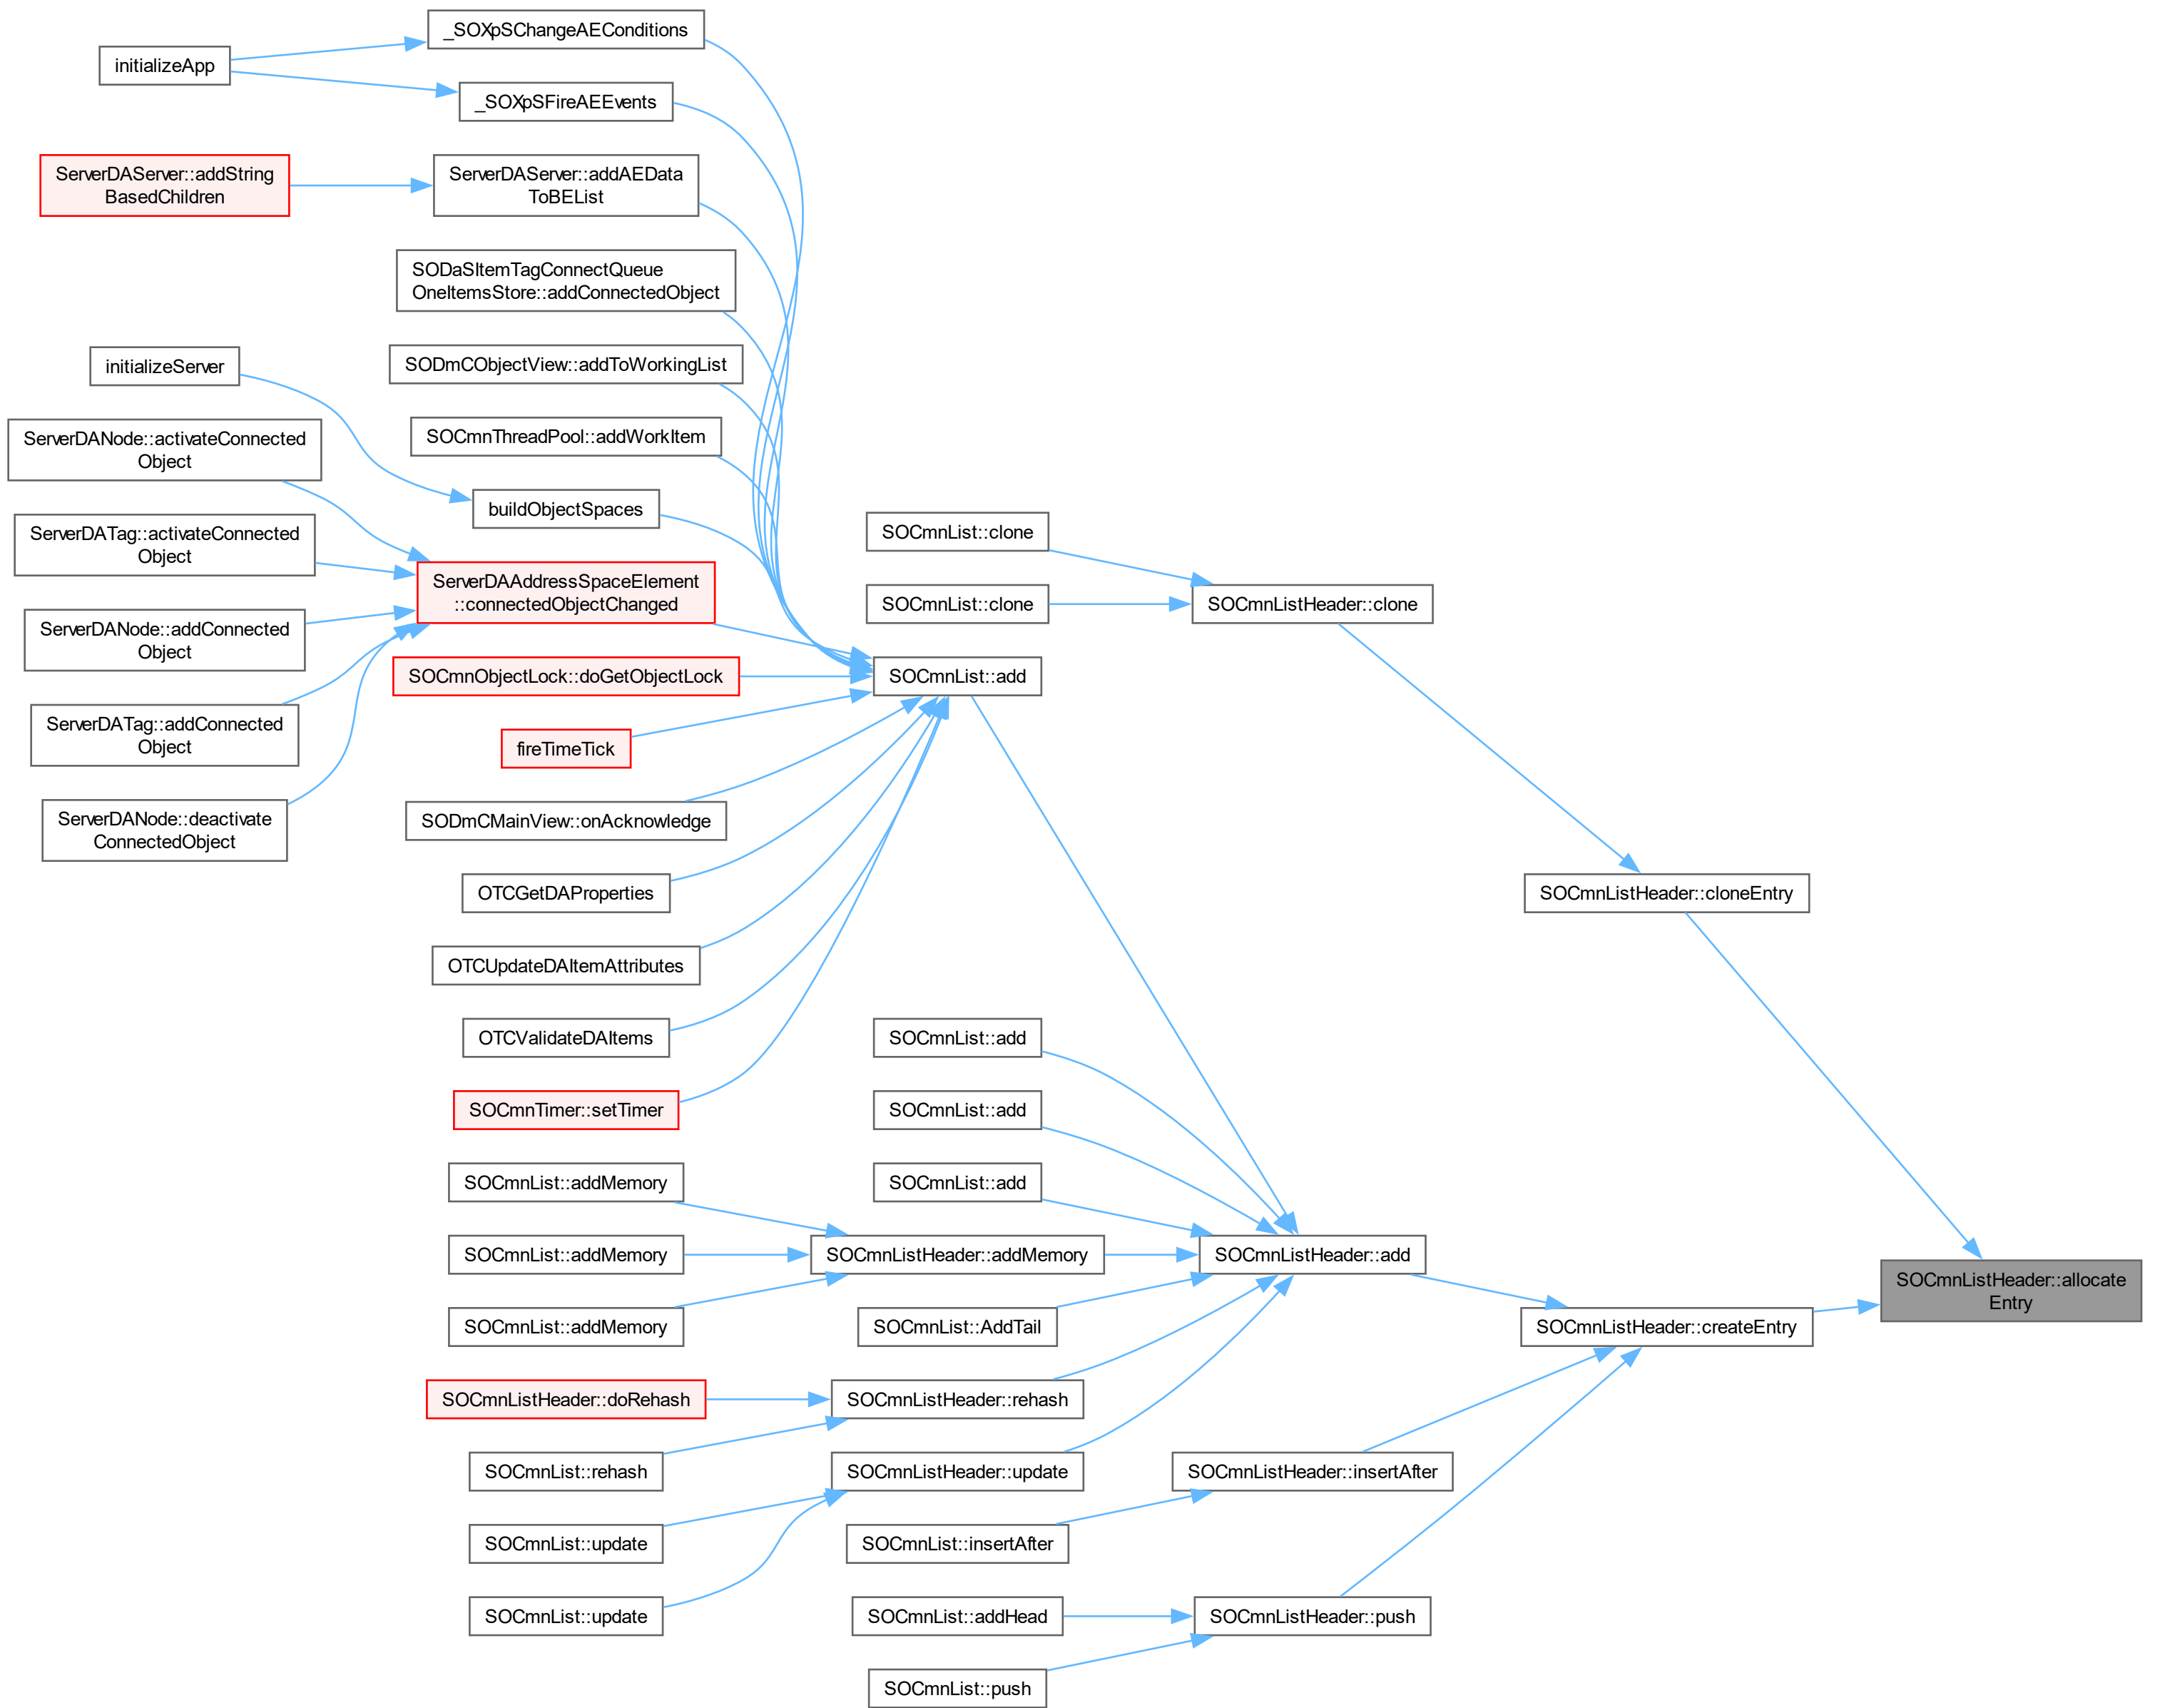 _SOXpSChangeAEConditions
initializeApp
_SOXpSFireAEEvents
ServerDAServer::addString
BasedChildren
ServerDAServer::addAEData
ToBEList
SODaSItemTagConnectQueue
OneItemsStore::addConnectedObject
initializeServer
SODmCObjectView::addToWorkingList
ServerDANode::activateConnected
Object
SOCmnThreadPool::addWorkItem
buildObjectSpaces
ServerDATag::activateConnected
Object
ServerDAAddressSpaceElement
::connectedObjectChanged
ServerDANode::addConnected
Object
SOCmnObjectLock::doGetObjectLock
ServerDATag::addConnected
Object
fireTimeTick
ServerDANode::deactivate
ConnectedObject
SODmCMainView::onAcknowledge
OTCGetDAProperties
OTCUpdateDAItemAttributes
OTCValidateDAItems
SOCmnTimer::setTimer
SOCmnList::addMemory
SOCmnList::addMemory
SOCmnList::addMemory
SOCmnListHeader::doRehash
SOCmnList::rehash
SOCmnList::update
SOCmnList::update
SOCmnList::clone
SOCmnList::clone
SOCmnList::add
SOCmnList::add
SOCmnList::add
SOCmnList::add
SOCmnListHeader::addMemory
SOCmnList::AddTail
SOCmnListHeader::rehash
SOCmnListHeader::update
SOCmnList::insertAfter
SOCmnList::addHead
SOCmnList::push
SOCmnListHeader::clone
SOCmnListHeader::add
SOCmnListHeader::insertAfter
SOCmnListHeader::push
SOCmnListHeader::cloneEntry
SOCmnListHeader::createEntry
SOCmnListHeader::allocate
Entry